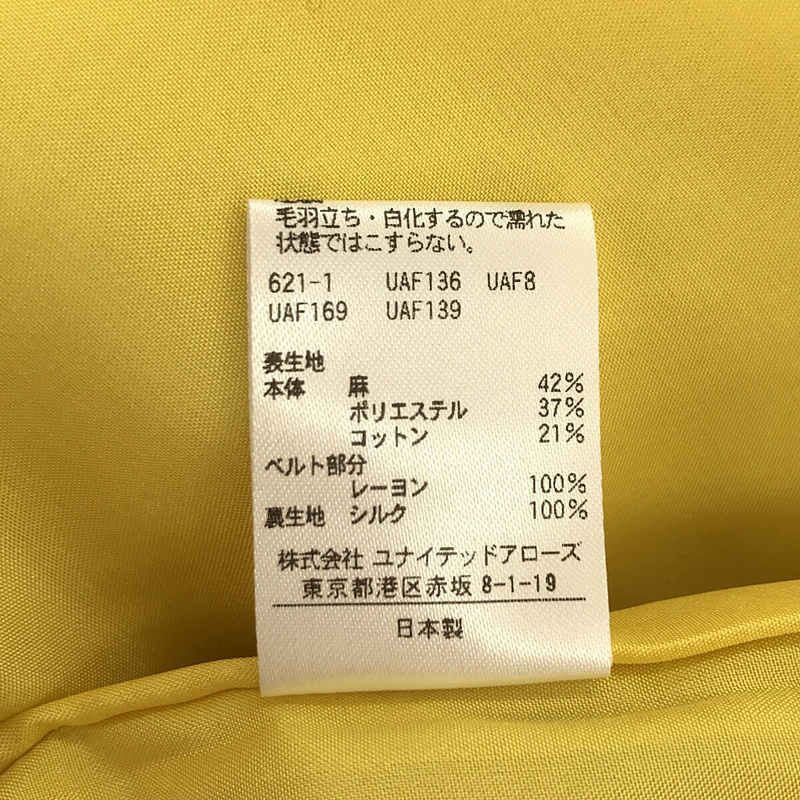 毛羽立ち・白化するので濡れた
状態ではこすらない。
621-1 UAF136 UAF8
UAF169 UAF139
表生地
本体 麻 42%
ポリエステル 37%
コットン 21%
ベルト部分
レーヨン 100%
裏生地 シルク 100%
株式会社 ユナイテッドアローズ
東京都港区赤坂 8-1-19
日本製